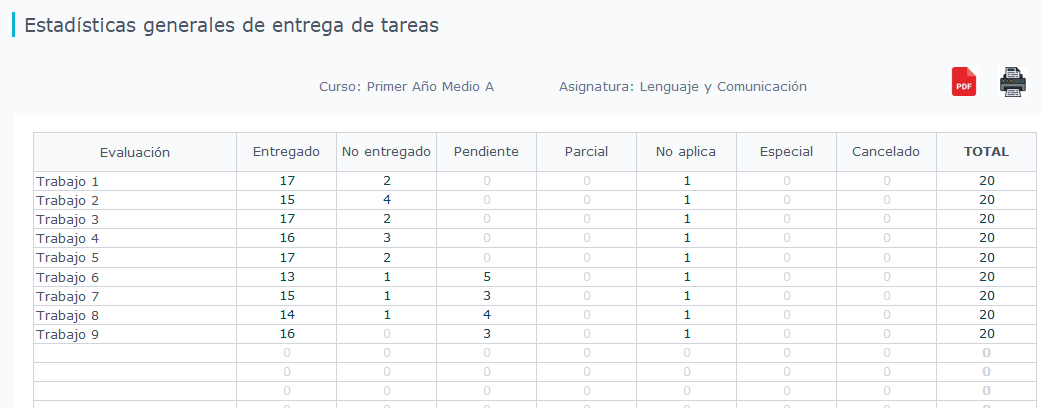 Estadísticas generales de entrega de tareas
Curso: Primer Año Medio A Asignatura: Lenguaje y Comunicación PDF
Evaluación Entregado No entregado Pendiente Parcial No aplica Especial Cancelado TOTAL
Trabajo 1 17 2 0 0 1 0 0 20
Trabajo 2 15 4 0 0 1 0 0 20
Trabajo 3 17 2 0 0 1 0 0 20
Trabajo 4 16 3 0 0 1 0 0 20
Trabajo 5 17 2 0 0 1 0 0 20
Trabajo 6 13 1 5 0 1 0 0 20
Trabajo 7 15 1 3 0 1 0 0 20
Trabajo 8 14 1 4 0 1 0 0 20
Trabajo 9 16 0 3 0 1 0 0 20
0 0 0 0 0 0 0 0
0 0 0 0 0 0 0 0
0 0 0 0 0 0 0 0